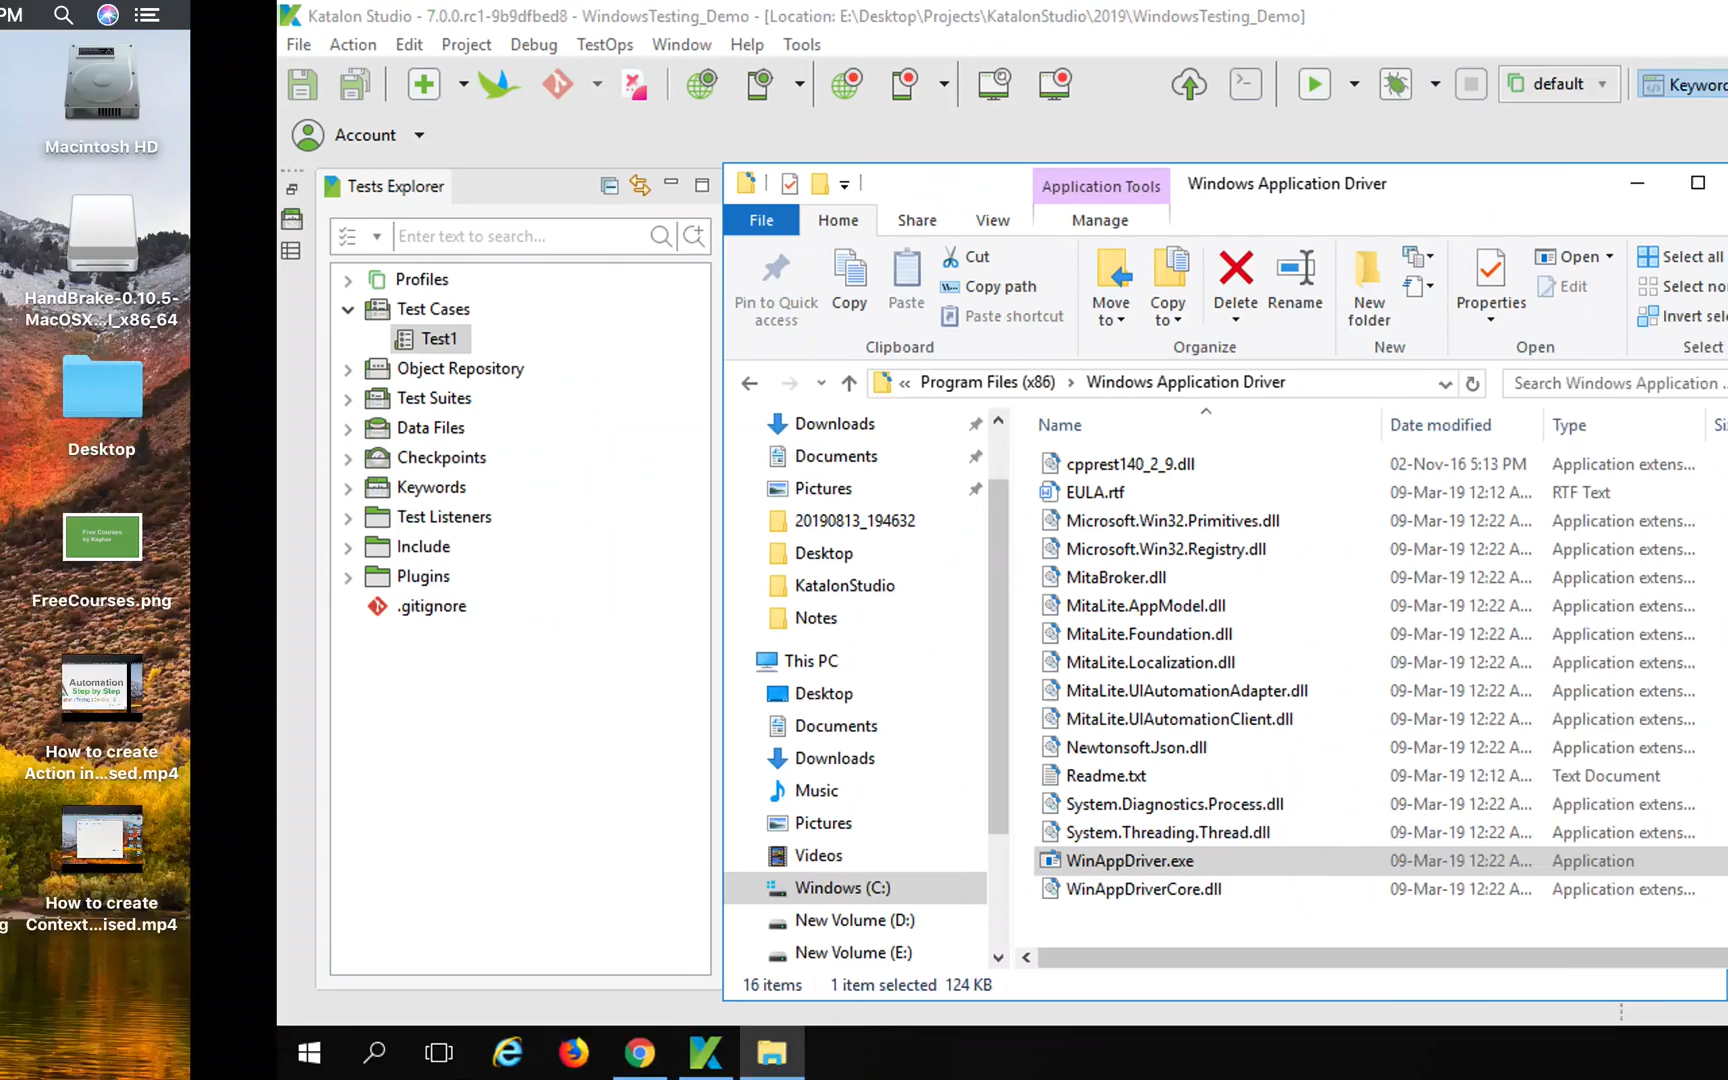 PM
Macintosh HD
HandBrake-0.10.5-
MacOSX...I_x86_64
Desktop
Free Courses
by Raghav
FreeCourses.png
Automation
Step by Step
How to create
Action in...sed.mp4
How to create
Context...ised.mp4
Katalon Studio - 7.0.0.rc1-9b9dfbed8 - WindowsTesting_Demo - [Location: E:\Desktop\Projects\KatalonStudio\2019\WindowsTesting_Demo]
File Action Edit Project Debug TestOps Window Help Tools
default
Keyword
Account
Tests Explorer
Enter text to search...
Profiles
Test Cases
Test1
Object Repository
Test Suites
Data Files
Checkpoints
Keywords
Test Listeners
Include
Plugins
.gitignore
Application Tools
Windows Application Driver
File Home Share View Manage
Pin to Quick
access
Copy
Paste
Cut
Copy path
Paste shortcut
Clipboard
Move
to
Copy
to
Delete
Rename
Organize
New
folder
New
Properties
Open
Edit
Open
Select all
Select no
Invert sele
Select
« Program Files (x86) > Windows Application Driver
Search Windows Application ...
Downloads
Documents
Pictures
20190813_194632
Desktop
KatalonStudio
Notes
This PC
Desktop
Documents
Downloads
Music
Pictures
Videos
Windows (C:)
New Volume (D:)
New Volume (E:)
Name Date modified Type Si
cpprest140_2_9.dll 02-Nov-16 5:13 PM Application extens...
EULA.rtf 09-Mar-19 12:12 A... RTF Text
Microsoft.Win32.Primitives.dll 09-Mar-19 12:22 A... Application extens...
Microsoft.Win32.Registry.dll 09-Mar-19 12:22 A... Application extens...
MitaBroker.dll 09-Mar-19 12:22 A... Application extens...
MitaLite.AppModel.dll 09-Mar-19 12:22 A... Application extens...
MitaLite.Foundation.dll 09-Mar-19 12:22 A... Application extens...
MitaLite.Localization.dll 09-Mar-19 12:22 A... Application extens...
MitaLite.UIAutomationAdapter.dll 09-Mar-19 12:22 A... Application extens...
MitaLite.UIAutomationClient.dll 09-Mar-19 12:22 A... Application extens...
Newtonsoft.Json.dll 09-Mar-19 12:22 A... Application extens...
Readme.txt 09-Mar-19 12:12 A... Text Document
System.Diagnostics.Process.dll 09-Mar-19 12:22 A... Application extens...
System.Threading.Thread.dll 09-Mar-19 12:22 A... Application extens...
WinAppDriver.exe 09-Mar-19 12:22 A... Application
WinAppDriverCore.dll 09-Mar-19 12:22 A... Application extens...
16 items 1 item selected 124 KB